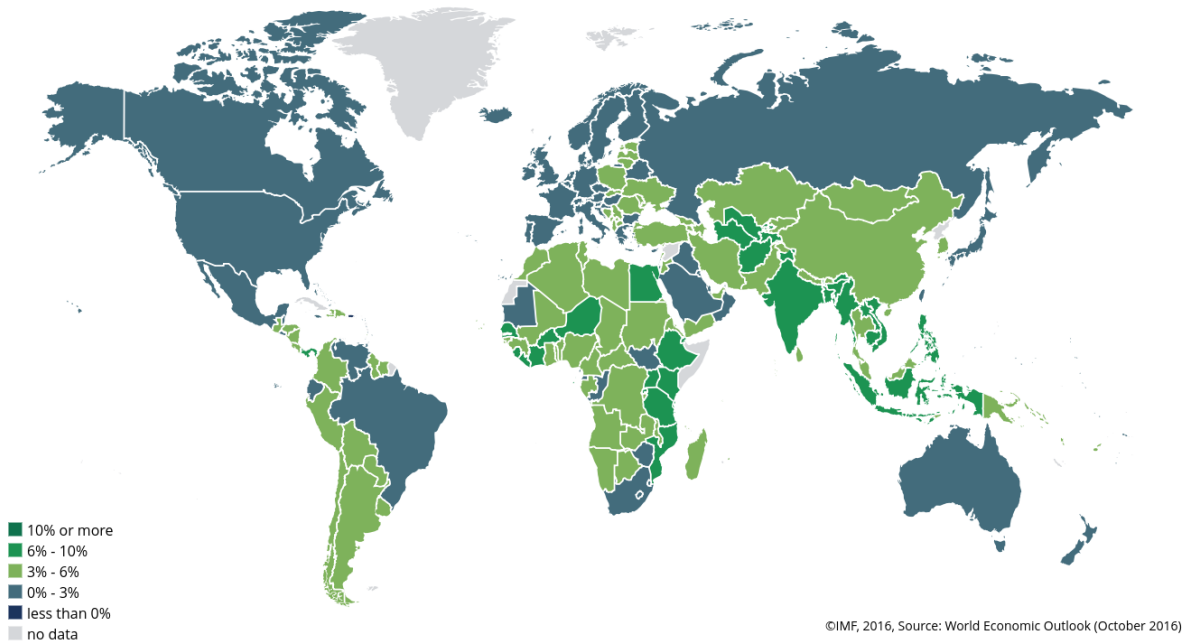 10% or more
6% - 10%
3% - 6%
0% - 3%
less than 0%
no data
©IMF, 2016, Source: World Economic Outlook (October 2016)